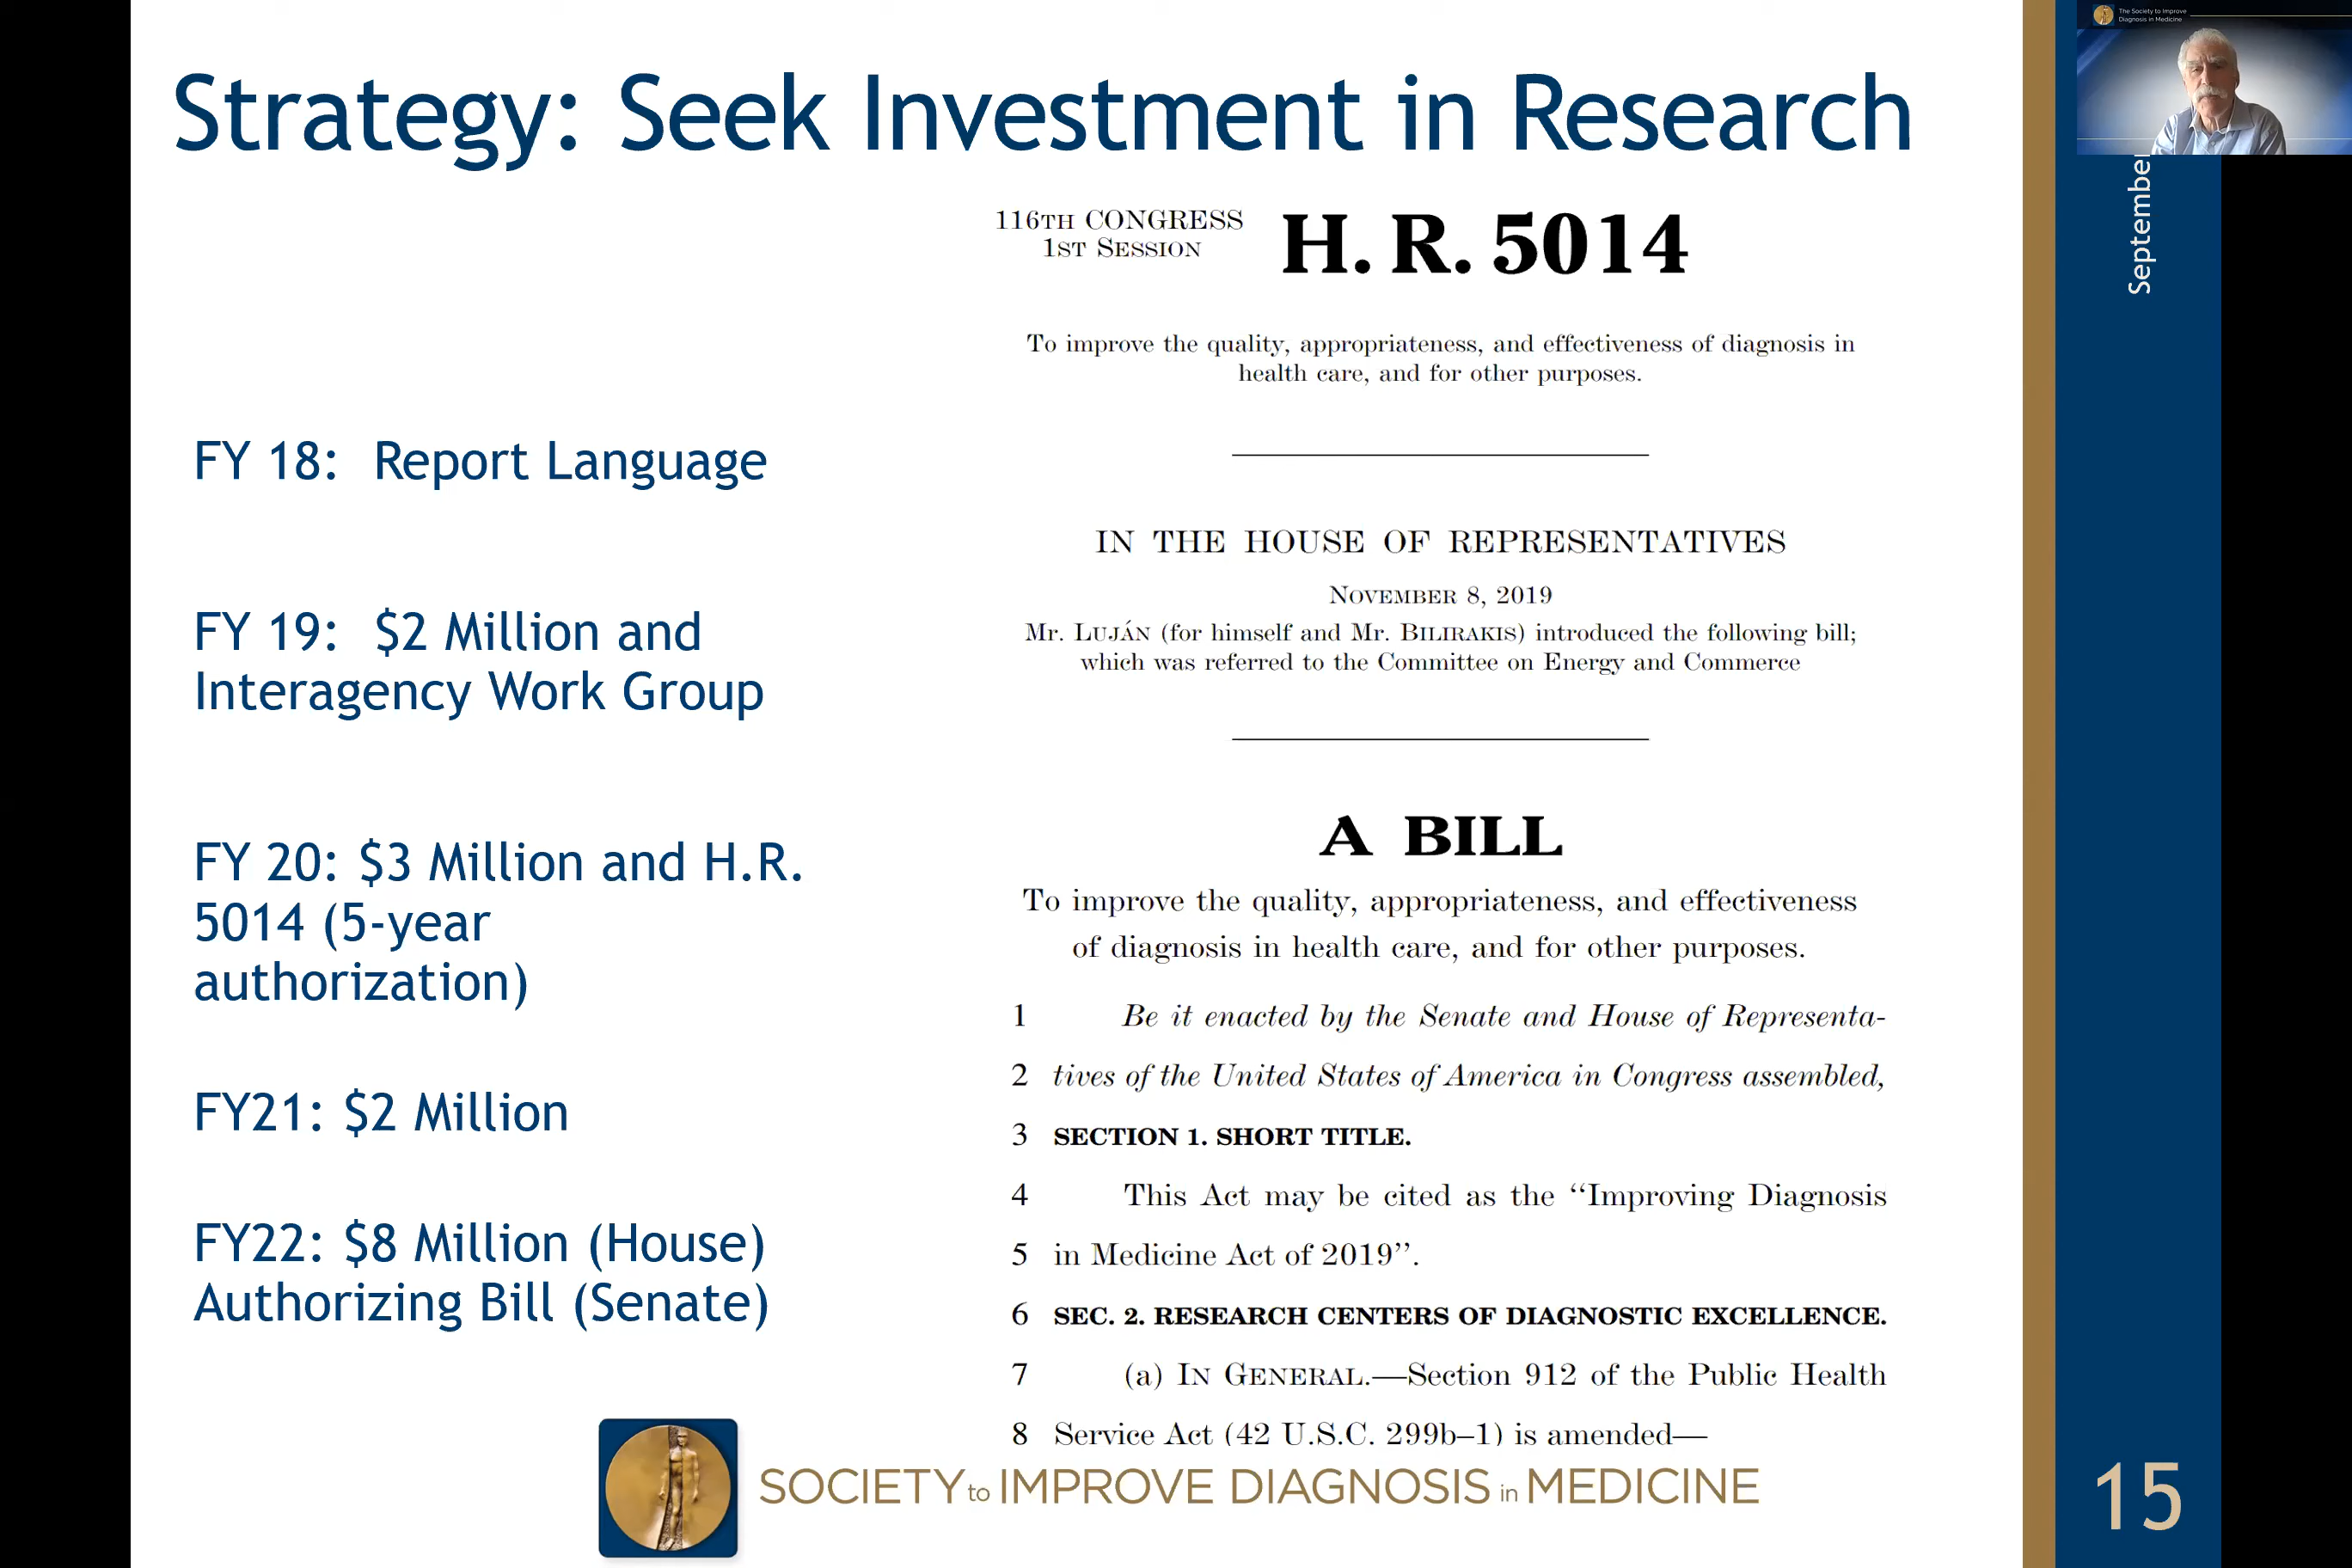 Strategy: Seek Investment in Research
The Society to Improve
Diagnosis in Medicine
September
FY 18: Report Language
FY 19: $2 Million and
Interagency Work Group
FY 20: $3 Million and H.R.
5014 (5-year
authorization)
FY21: $2 Million
FY22: $8 Million (House)
Authorizing Bill (Senate)
116TH CONGRESS
1ST SESSION
H. R. 5014
To improve the quality, appropriateness, and effectiveness of diagnosis in
health care, and for other purposes.
IN THE HOUSE OF REPRESENTATIVES
NOVEMBER 8, 2019
Mr. LUJÁN (for himself and Mr. BILIRAKIS) introduced the following bill;
which was referred to the Committee on Energy and Commerce
A BILL
To improve the quality, appropriateness, and effectiveness
of diagnosis in health care, and for other purposes.
1 Be it enacted by the Senate and House of Representa-
2 tives of the United States of America in Congress assembled,
3 SECTION 1. SHORT TITLE.
4 This Act may be cited as the ‘‘Improving Diagnosis
5 in Medicine Act of 2019’’.
6 SEC. 2. RESEARCH CENTERS OF DIAGNOSTIC EXCELLENCE.
7 (a) IN GENERAL.—Section 912 of the Public Health
8 Service Act (42 U.S.C. 299b–1) is amended—
SOCIETY to IMPROVE DIAGNOSIS in MEDICINE
15